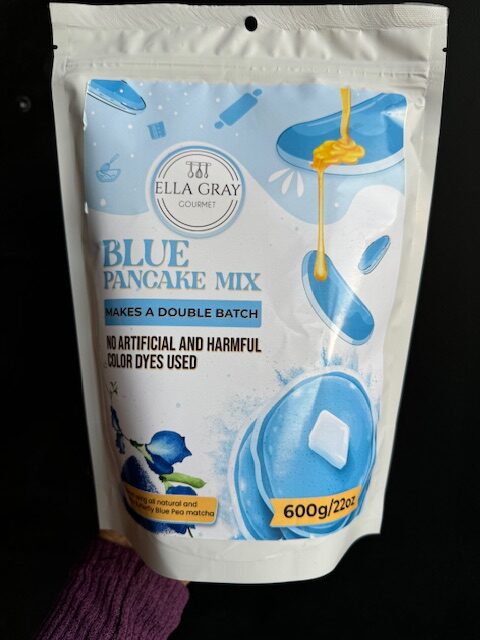 ELLA GRAY
GOURMET
BLUE
PANCAKE MIX
MAKES A DOUBLE BATCH
NO ARTIFICIAL AND HARMFUL
COLOR DYES USED
using all natural and
Blue Pea matcha
600g/22oz